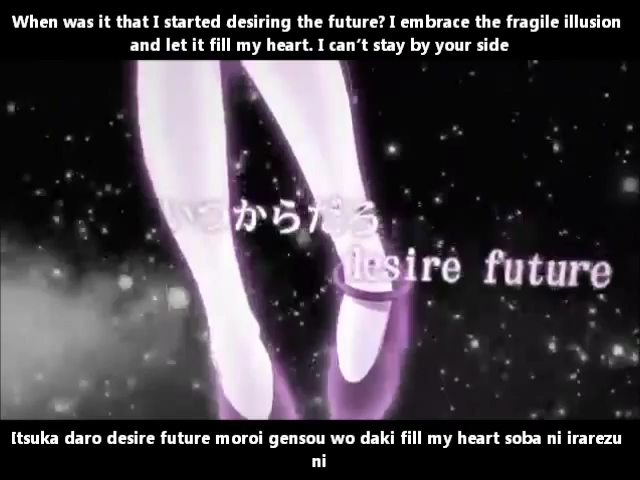 When was it that I started desiring the future? I embrace the fragile illusion
and let it fill my heart. I can't stay by your side
いつからだろ
desire future
Itsuka daro desire future moroi gensou wo daki fill my heart soba ni irarezu
ni